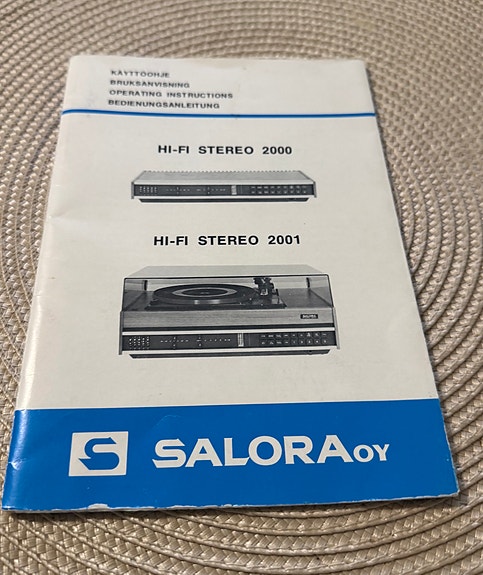 KÄYTTÖOHJE
BRUKSANVISNING
OPERATING INSTRUCTIONS
BEDIENUNGSANLEITUNG
HI-FI STEREO 2000
HI-FI STEREO 2001
S SALORA OY